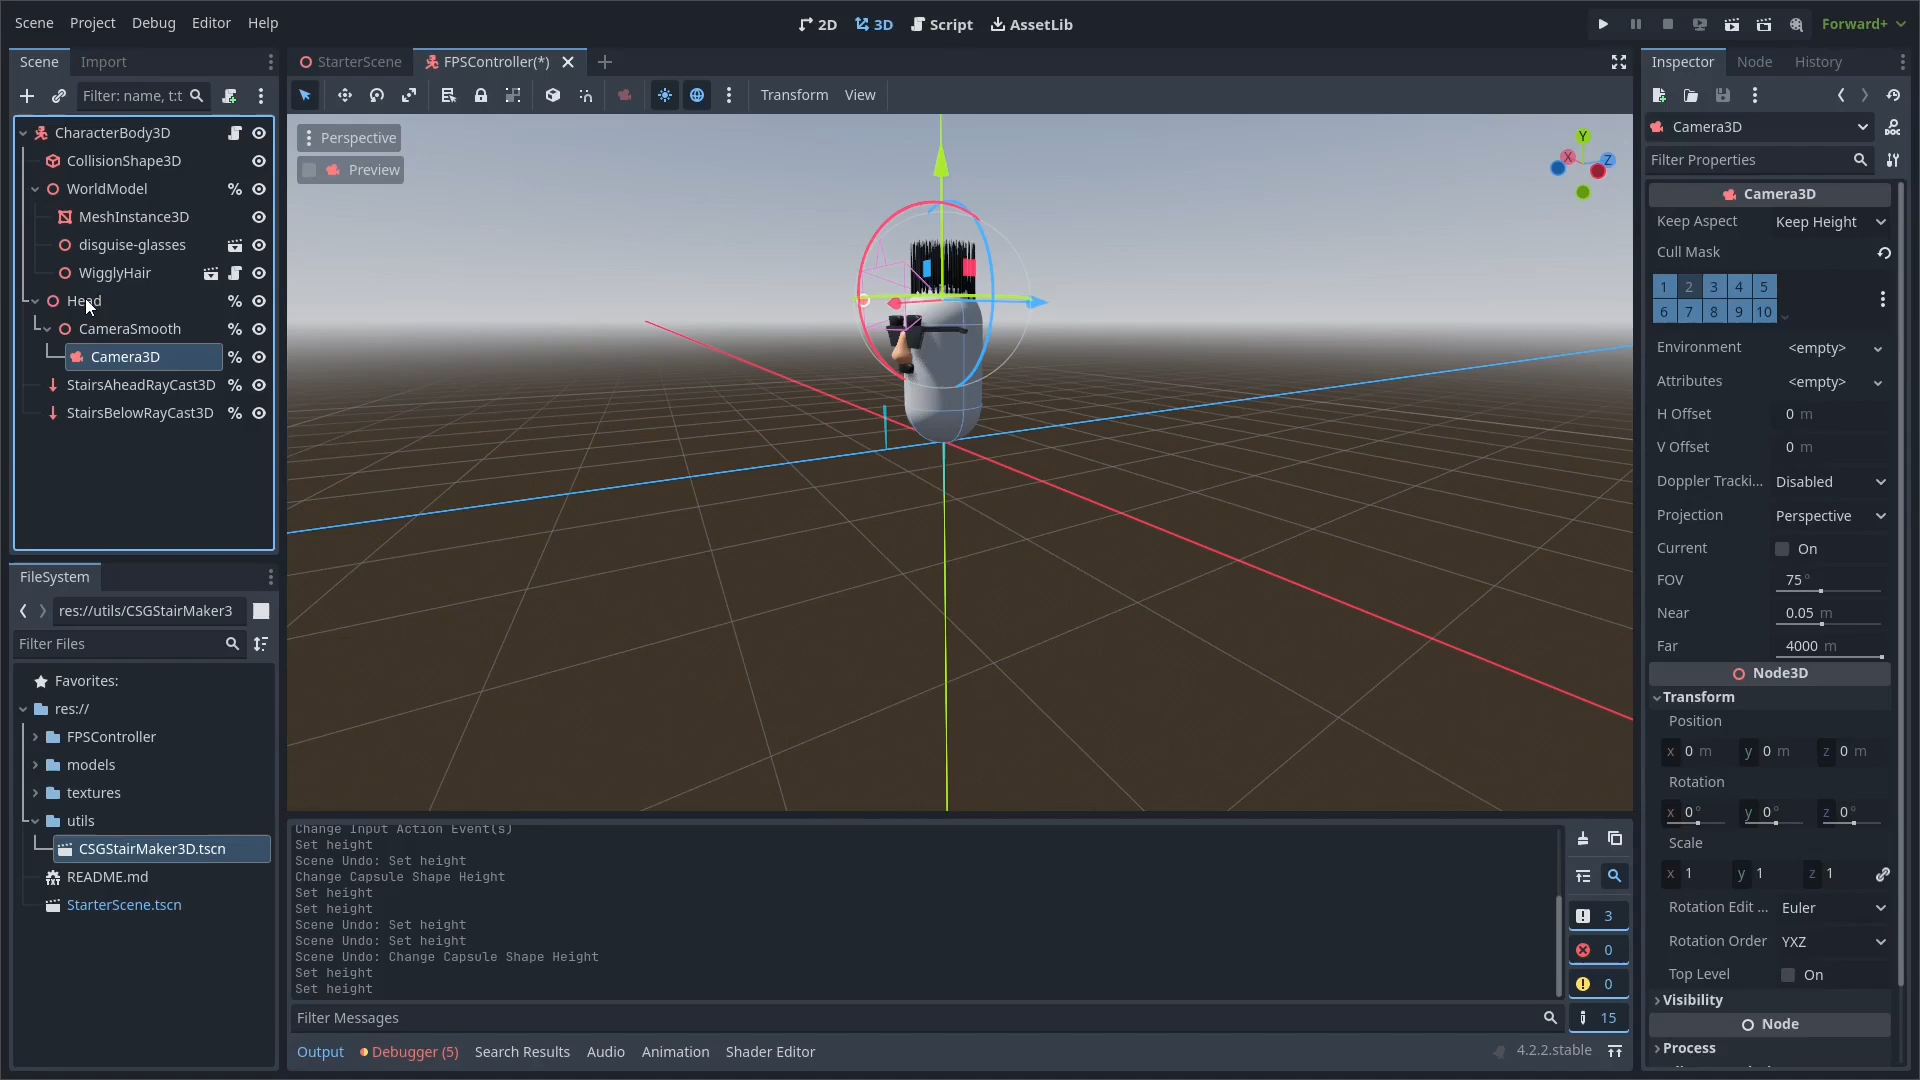 Scene Project Debug Editor Help
2D 3D Script AssetLib
Forward+
Scene Import
Filter: name, t:t
CharacterBody3D
CollisionShape3D
WorldModel
MeshInstance3D
disguise-glasses
WigglyHair
Head
CameraSmooth
Camera3D
StairsAheadRayCast3D
StairsBelowRayCast3D
FileSystem
res://utils/CSGStairMaker3
Filter Files
Favorites:
res://
FPSController
models
textures
utils
CSGStairMaker3D.tscn
README.md
StarterScene.tscn
StarterScene FPSController(*)
Transform View
Perspective
Preview
Y
X Z
Change Input Action Event(s)
Set height
Scene Undo: Set height
Change Capsule Shape Height
Set height
Set height
Scene Undo: Set height
Scene Undo: Set height
Scene Undo: Change Capsule Shape Height
Set height
Set height
3
0
0
15
Filter Messages
Output Debugger (5) Search Results Audio Animation Shader Editor
4.2.2.stable
Inspector Node History
Camera3D
Filter Properties
Camera3D
Keep Aspect Keep Height
Cull Mask
1 2 3 4 5
6 7 8 9 10
Environment <empty>
Attributes <empty>
H Offset 0 m
V Offset 0 m
Doppler Tracki... Disabled
Projection Perspective
Current On
FOV 75 °
Near 0.05 m
Far 4000 m
Node3D
Transform
Position
x 0 m y 0 m z 0 m
Rotation
x 0 ° y 0 ° z 0 °
Scale
x 1 y 1 z 1
Rotation Edit ... Euler
Rotation Order YXZ
Top Level On
Visibility
Node
Process